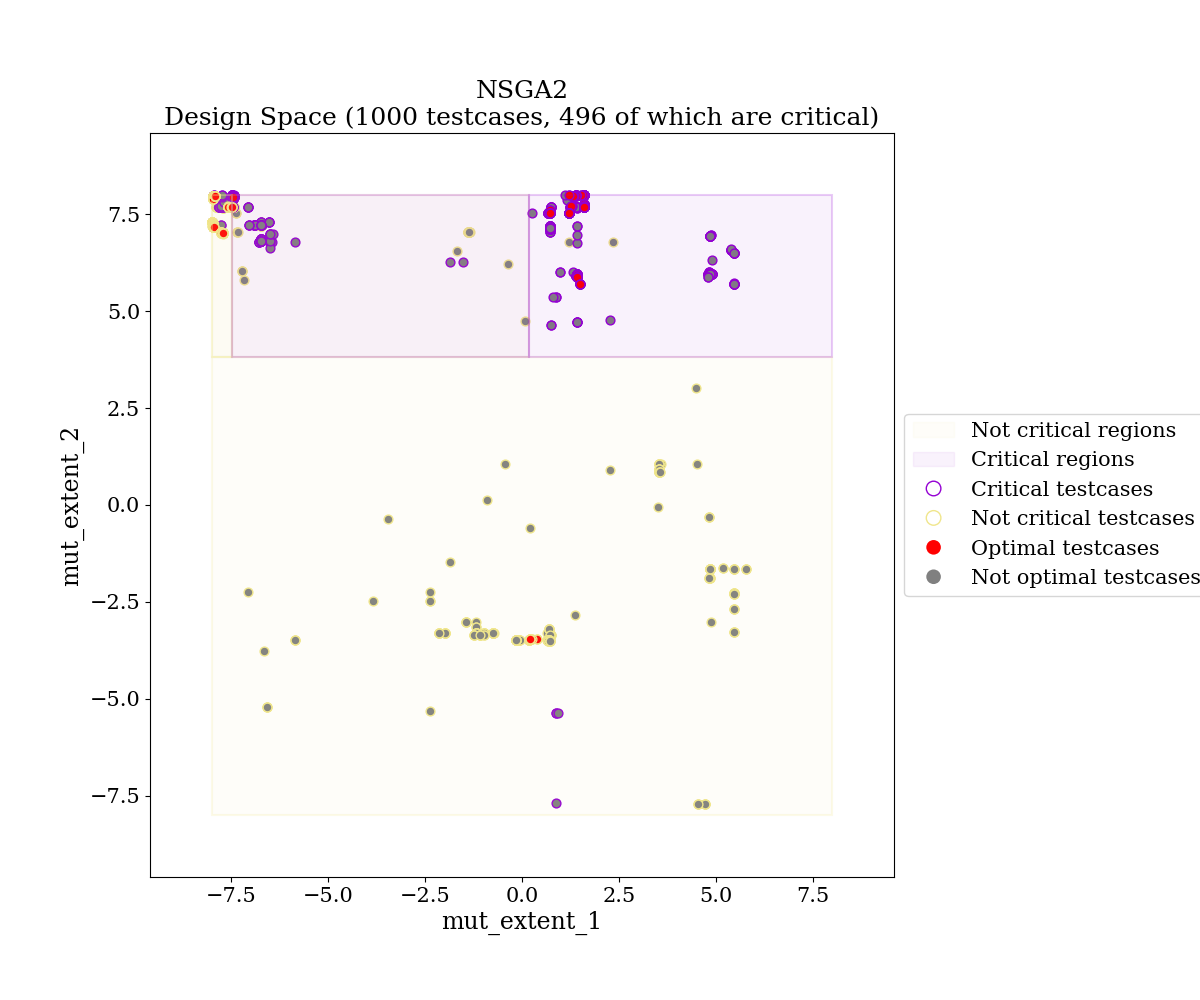 NSGA2
Design Space (1000 testcases, 496 of which are critical)
7.5
5.0
2.5
0.0
−2.5
−5.0
−7.5
mut_extent_2
−7.5
−5.0
−2.5
0.0
2.5
5.0
7.5
mut_extent_1
Not critical regions
Critical regions
Critical testcases
Not critical testcases
Optimal testcases
Not optimal testcases